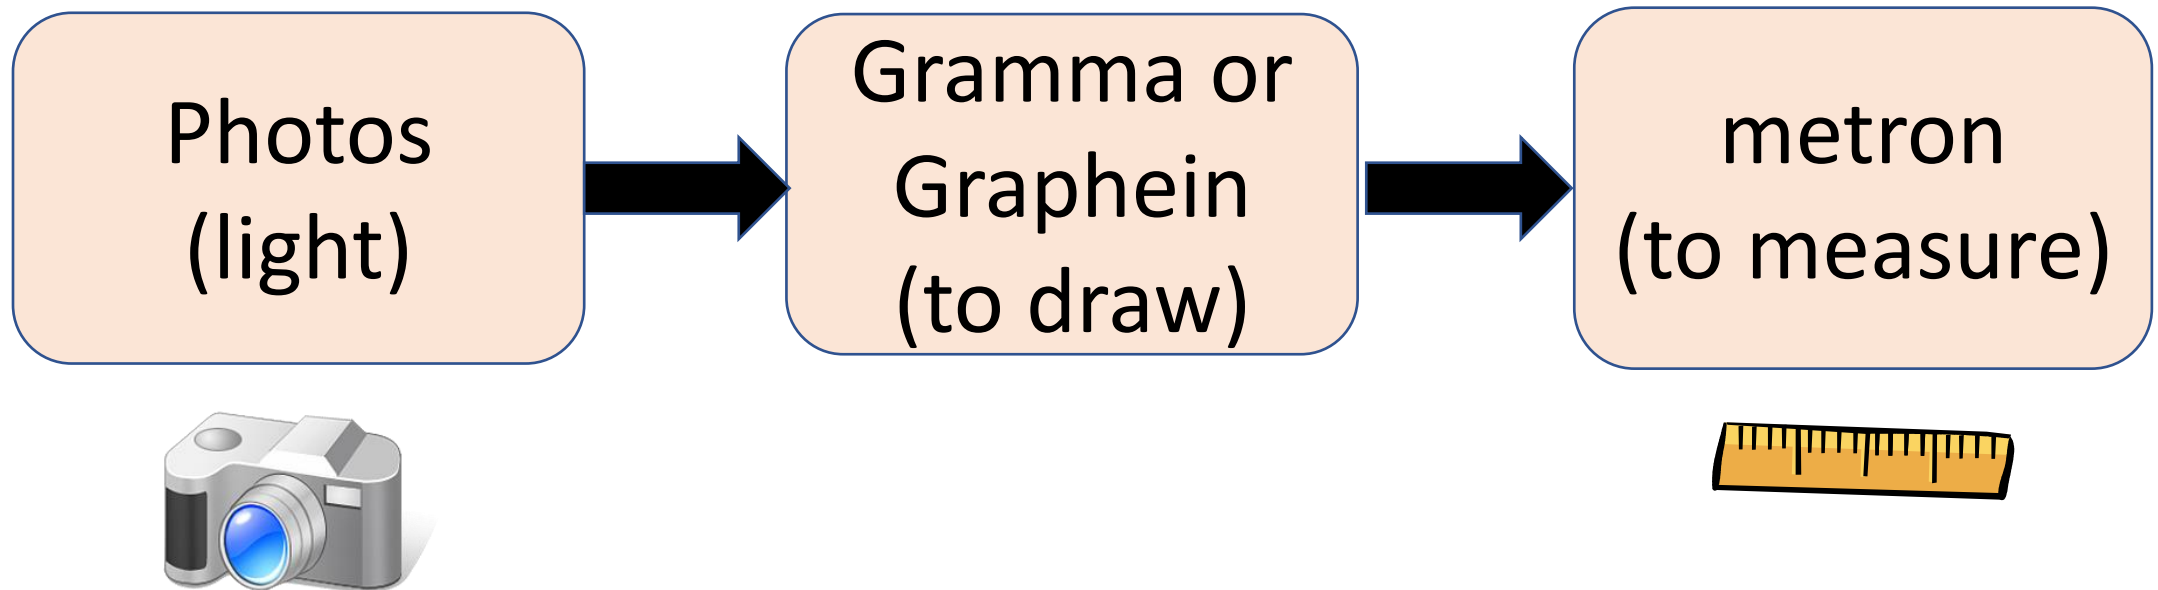 Photos
(light)
Gramma or
Graphein
(to draw)
metron
(to measure)